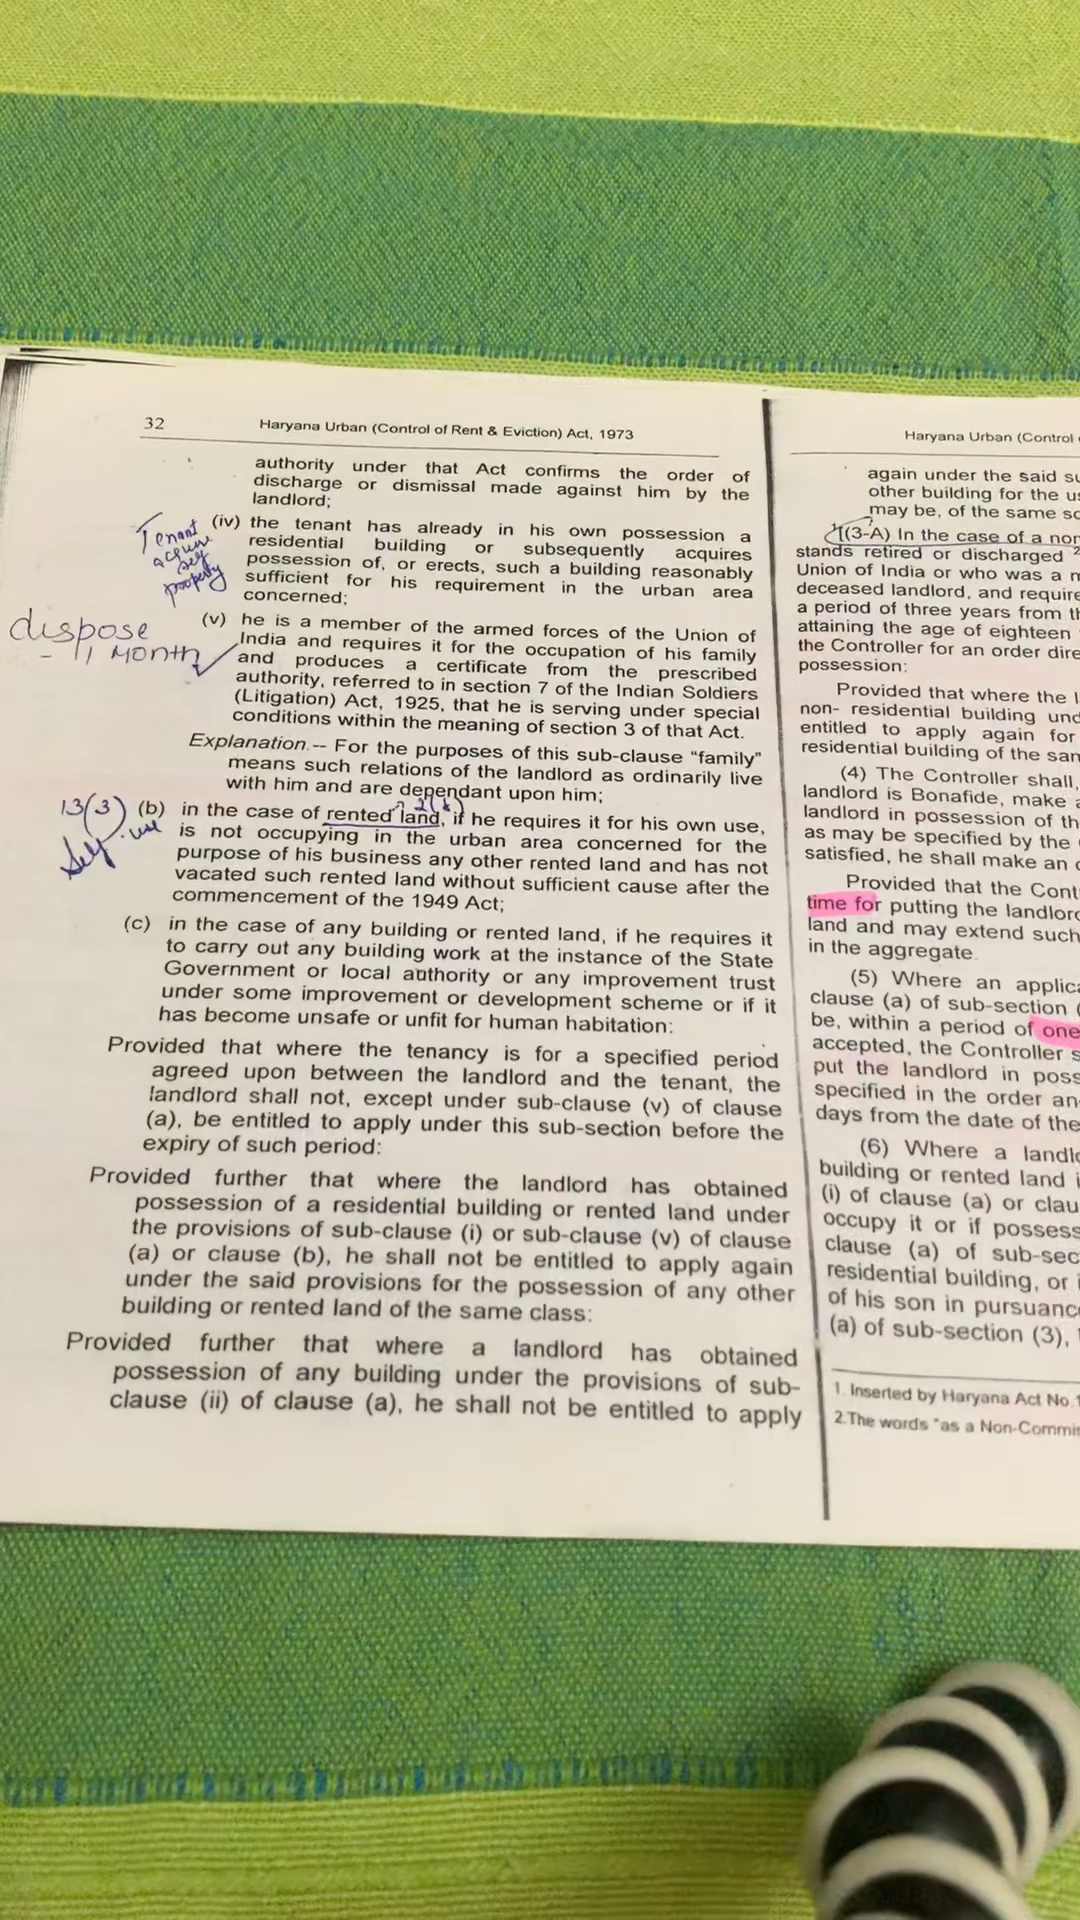 32
Haryana Urban (Control of Rent & Eviction) Act, 1973
authority under that Act confirms the order of
discharge or dismissal made against him by the
landlord;
Tenant
acquire
self
property
(iv) the tenant has already in his own possession a
residential building or subsequently acquires
possession of, or erects, such a building reasonably
sufficient for his requirement in the urban area
concerned;
dispose
- 1 MONTH
(v) he is a member of the armed forces of the Union of
India and requires it for the occupation of his family
and produces a certificate from the prescribed
authority, referred to in section 7 of the Indian Soldiers
(Litigation) Act, 1925, that he is serving under special
conditions within the meaning of section 3 of that Act.
Explanation.-- For the purposes of this sub-clause “family”
means such relations of the landlord as ordinarily live
with him and are dependant upon him;
13(3)
Self use
(b) in the case of rented land, if he requires it for his own use,
is not occupying in the urban area concerned for the
purpose of his business any other rented land and has not
vacated such rented land without sufficient cause after the
commencement of the 1949 Act;
(c) in the case of any building or rented land, if he requires it
to carry out any building work at the instance of the State
Government or local authority or any improvement trust
under some improvement or development scheme or if it
has become unsafe or unfit for human habitation:
Provided that where the tenancy is for a specified period
agreed upon between the landlord and the tenant, the
landlord shall not, except under sub-clause (v) of clause
(a), be entitled to apply under this sub-section before the
expiry of such period:
Provided further that where the landlord has obtained
possession of a residential building or rented land under
the provisions of sub-clause (i) or sub-clause (v) of clause
(a) or clause (b), he shall not be entitled to apply again
under the said provisions for the possession of any other
building or rented land of the same class:
Provided further that where a landlord has obtained
possession of any building under the provisions of sub-
clause (ii) of clause (a), he shall not be entitled to apply
Haryana Urban (Control
again under the said
other building for the
may be, of the same
1[(3-A) In the case of a
stands retired or discharged 2
Union of India or who was a
deceased landlord, and
a period of three years from
attaining the age of eighteen
the Controller for an order
possession:
Provided that where the
non- residential building
entitled to apply again for
residential building of the
(4) The Controller shall,
landlord is Bonafide, make
landlord in possession of
as may be specified by the
satisfied, he shall make an
Provided that the
time for putting the
land and may extend such
in the aggregate.
(5) Where an
clause (a) of sub-section
be, within a period of one
accepted, the Controller
put the landlord in
specified in the order
days from the date of the
(6) Where a
building or rented land
(i) of clause (a) or
occupy it or if
clause (a) of
residential building, or
of his son in
(a) of sub-section (3),
1. Inserted by Haryana Act No.
2.The words "as a